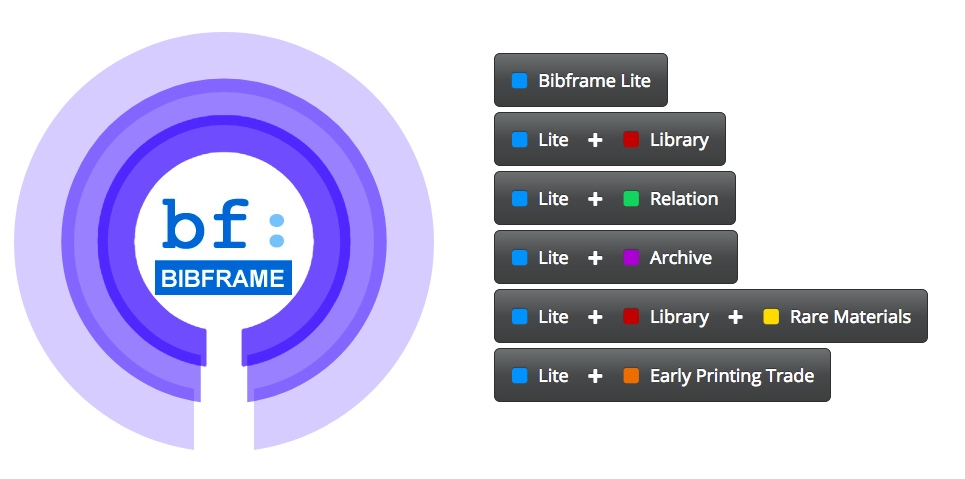 bf:
BIBFRAME
Bibframe Lite
Lite + Library
Lite + Relation
Lite + Archive
Lite + Library + Rare Materials
Lite + Early Printing Trade